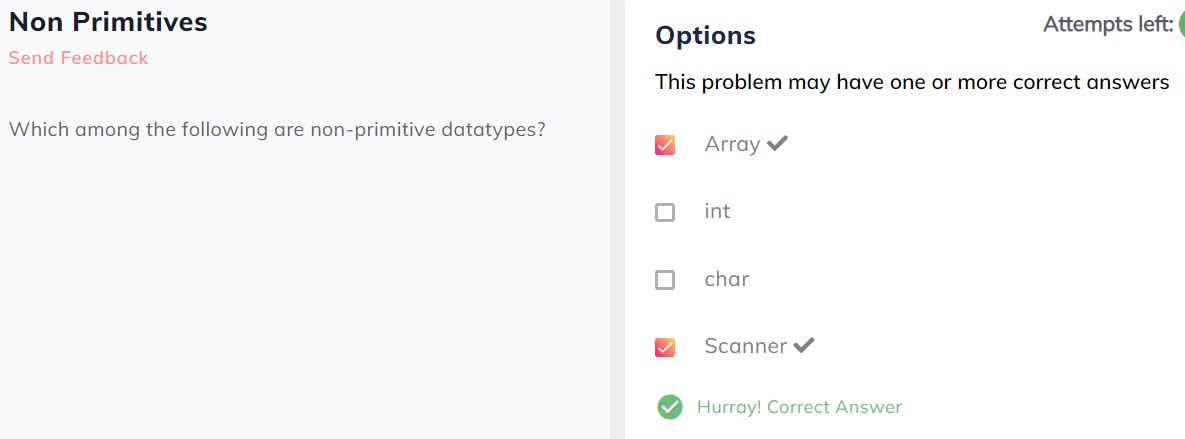 Non Primitives
Send Feedback
Which among the following are non-primitive datatypes?
Options
Attempts left:
This problem may have one or more correct answers
Array
int
char
Scanner
Hurray! Correct Answer